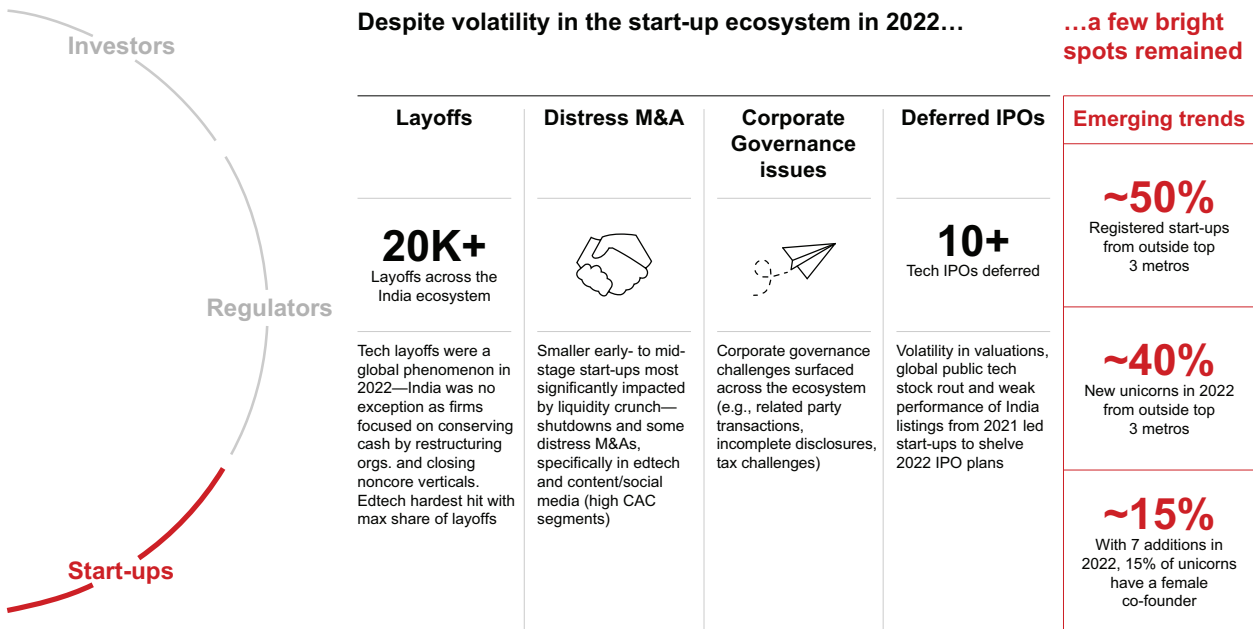 Investors
Regulators
Start-ups
Despite volatility in the start-up ecosystem in 2022…
…a few bright
spots remained
Layoffs
20K+
Layoffs across the
India ecosystem
Tech layoffs were a
global phenomenon in
2022—India was no
exception as firms
focused on conserving
cash by restructuring
orgs. and closing
noncore verticals.
Edtech hardest hit with
max share of layoffs
Distress M&A
Smaller early- to mid-
stage start-ups most
significantly impacted
by liquidity crunch—
shutdowns and some
distress M&As,
specifically in edtech
and content/social
media (high CAC
segments)
Corporate
Governance
issues
Corporate governance
challenges surfaced
across the ecosystem
(e.g., related party
transactions,
incomplete disclosures,
tax challenges)
Deferred IPOs
10+
Tech IPOs deferred
Volatility in valuations,
global public tech
stock rout and weak
performance of India
listings from 2021 led
start-ups to shelve
2022 IPO plans
Emerging trends
~50%
Registered start-ups
from outside top
3 metros
~40%
New unicorns in 2022
from outside top
3 metros
~15%
With 7 additions in
2022, 15% of unicorns
have a female
co-founder